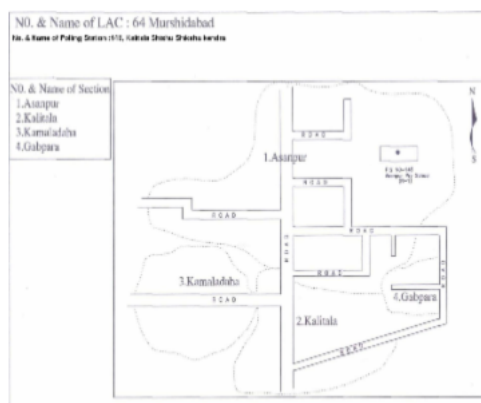 N0. & Name of LAC : 64 Murshidabad
No. & Name of Polling Station
N0. & Name of Section
1.Asanpur
2.Kalitala
3.Kamaladaha
4.Gabpara
N
S
ROAD
1.Asanpur
ROAD
ROAD
ROAD
ROAD
ROAD
ROAD
3.Kamaladaha
ROAD
4.Gabpara
2.Kalitala
ROAD